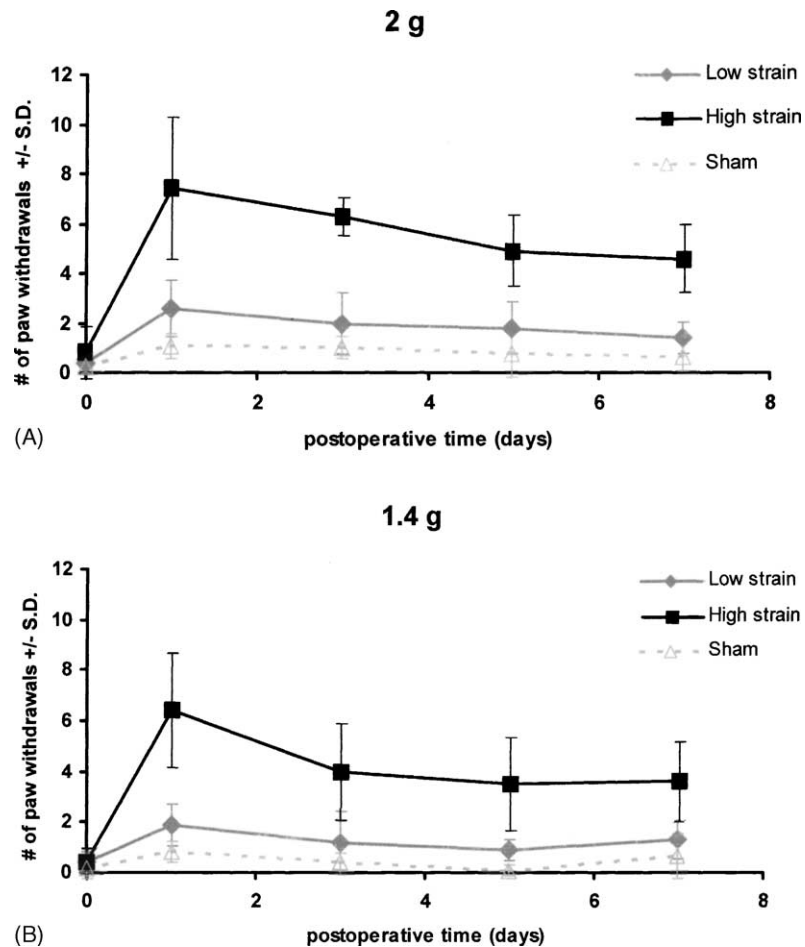 2 g
12
10
8
6
4
2
0
# of paw withdrawals +/- S.D.
Low strain
High strain
Sham
0 2 4 6 8
postoperative time (days)
(A)
1.4 g
12
10
8
6
4
2
0
# of paw withdrawals +/- S.D.
Low strain
High strain
Sham
0 2 4 6 8
postoperative time (days)
(B)